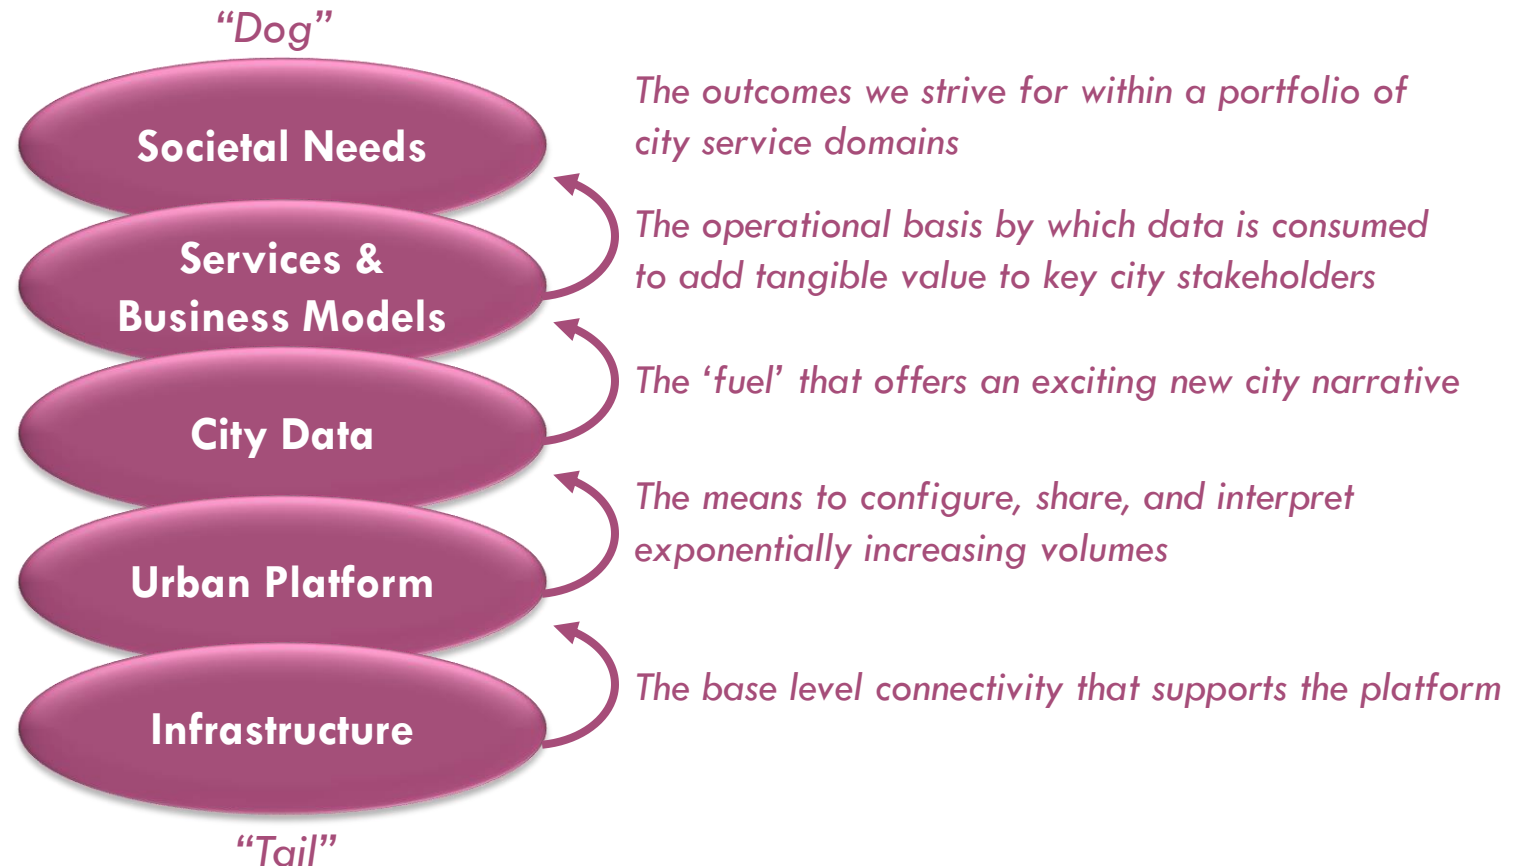 “Dog”
Societal Needs
The outcomes we strive for within a portfolio of
city service domains
Services &
Business Models
The operational basis by which data is consumed
to add tangible value to key city stakeholders
City Data
The ‘fuel’ that offers an exciting new city narrative
Urban Platform
The means to configure, share, and interpret
exponentially increasing volumes
Infrastructure
The base level connectivity that supports the platform
“Tail”